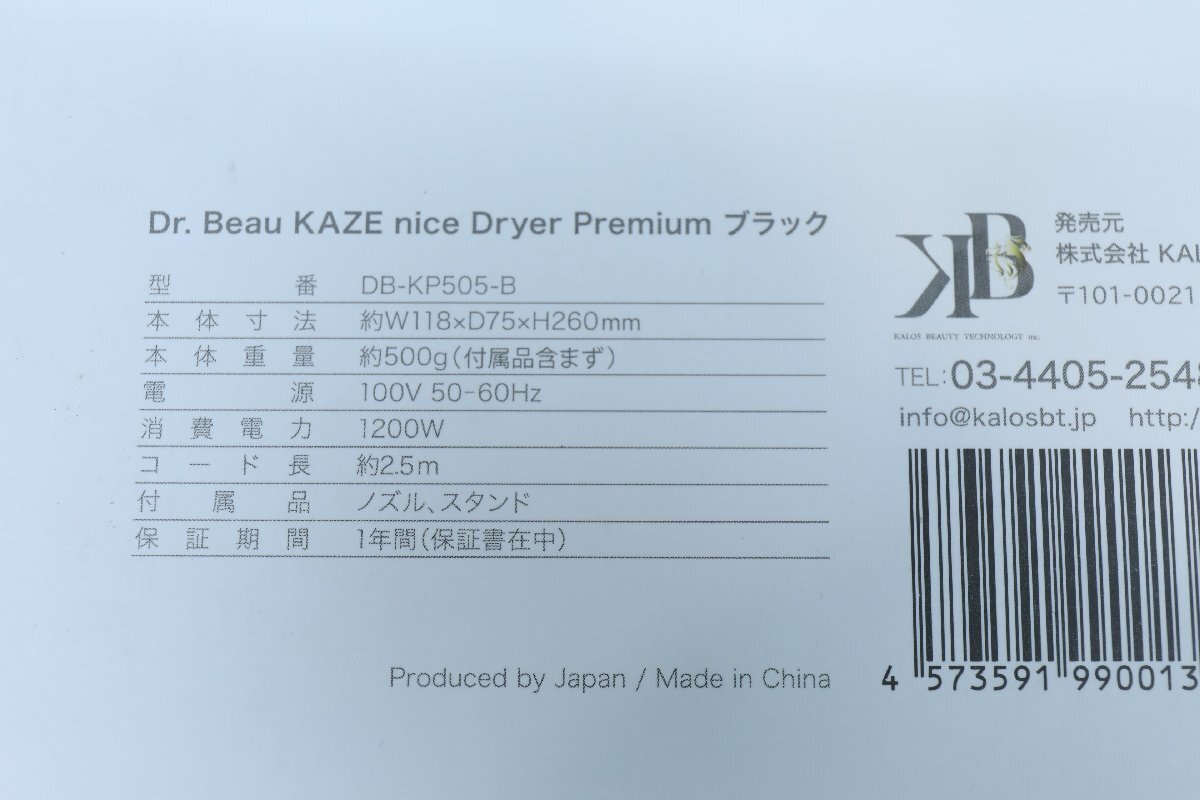 Dr. Beau KAZE nice Dryer Premium ブラック
型番 DB-KP505-B
本体寸法 約W118×D75×H260mm
本体重量 約500g(付属品含まず)
電源 100V 50-60Hz
消費電力 1200W
コード長 約2.5m
付属品 ノズル、スタンド
保証期間 1年間(保証書在中)
Produced by Japan / Made in China
KB
KALOS BEAUTY TECHNOLOGY INC.
発売元
株式会社 KAL
〒101-0021
TEL:03-4405-2548
info@kalosbt.jp http:/
4 573591 990013